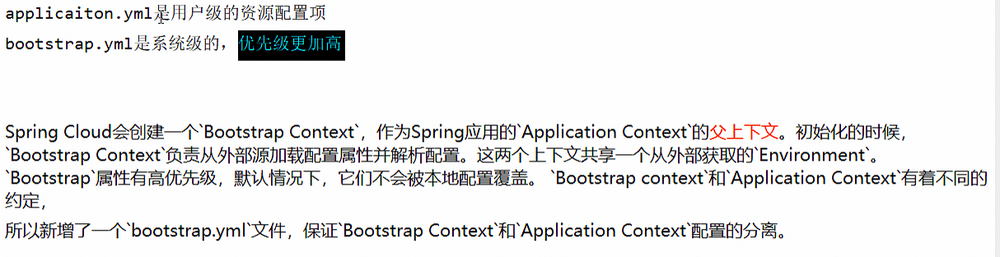 applicaiton.yml是用户级的资源配置项
bootstrap.yml是系统级的，优先级更加高
Spring Cloud会创建一个`Bootstrap Context`，作为Spring应用的`Application Context`的父上下文。初始化的时候，
`Bootstrap Context`负责从外部源加载配置属性并解析配置。这两个上下文共享一个从外部获取的`Environment`。
`Bootstrap`属性有高优先级，默认情况下，它们不会被本地配置覆盖。 `Bootstrap context`和`Application Context`有着不同的
约定，
所以新增了一个`bootstrap.yml`文件，保证`Bootstrap Context`和`Application Context`配置的分离。